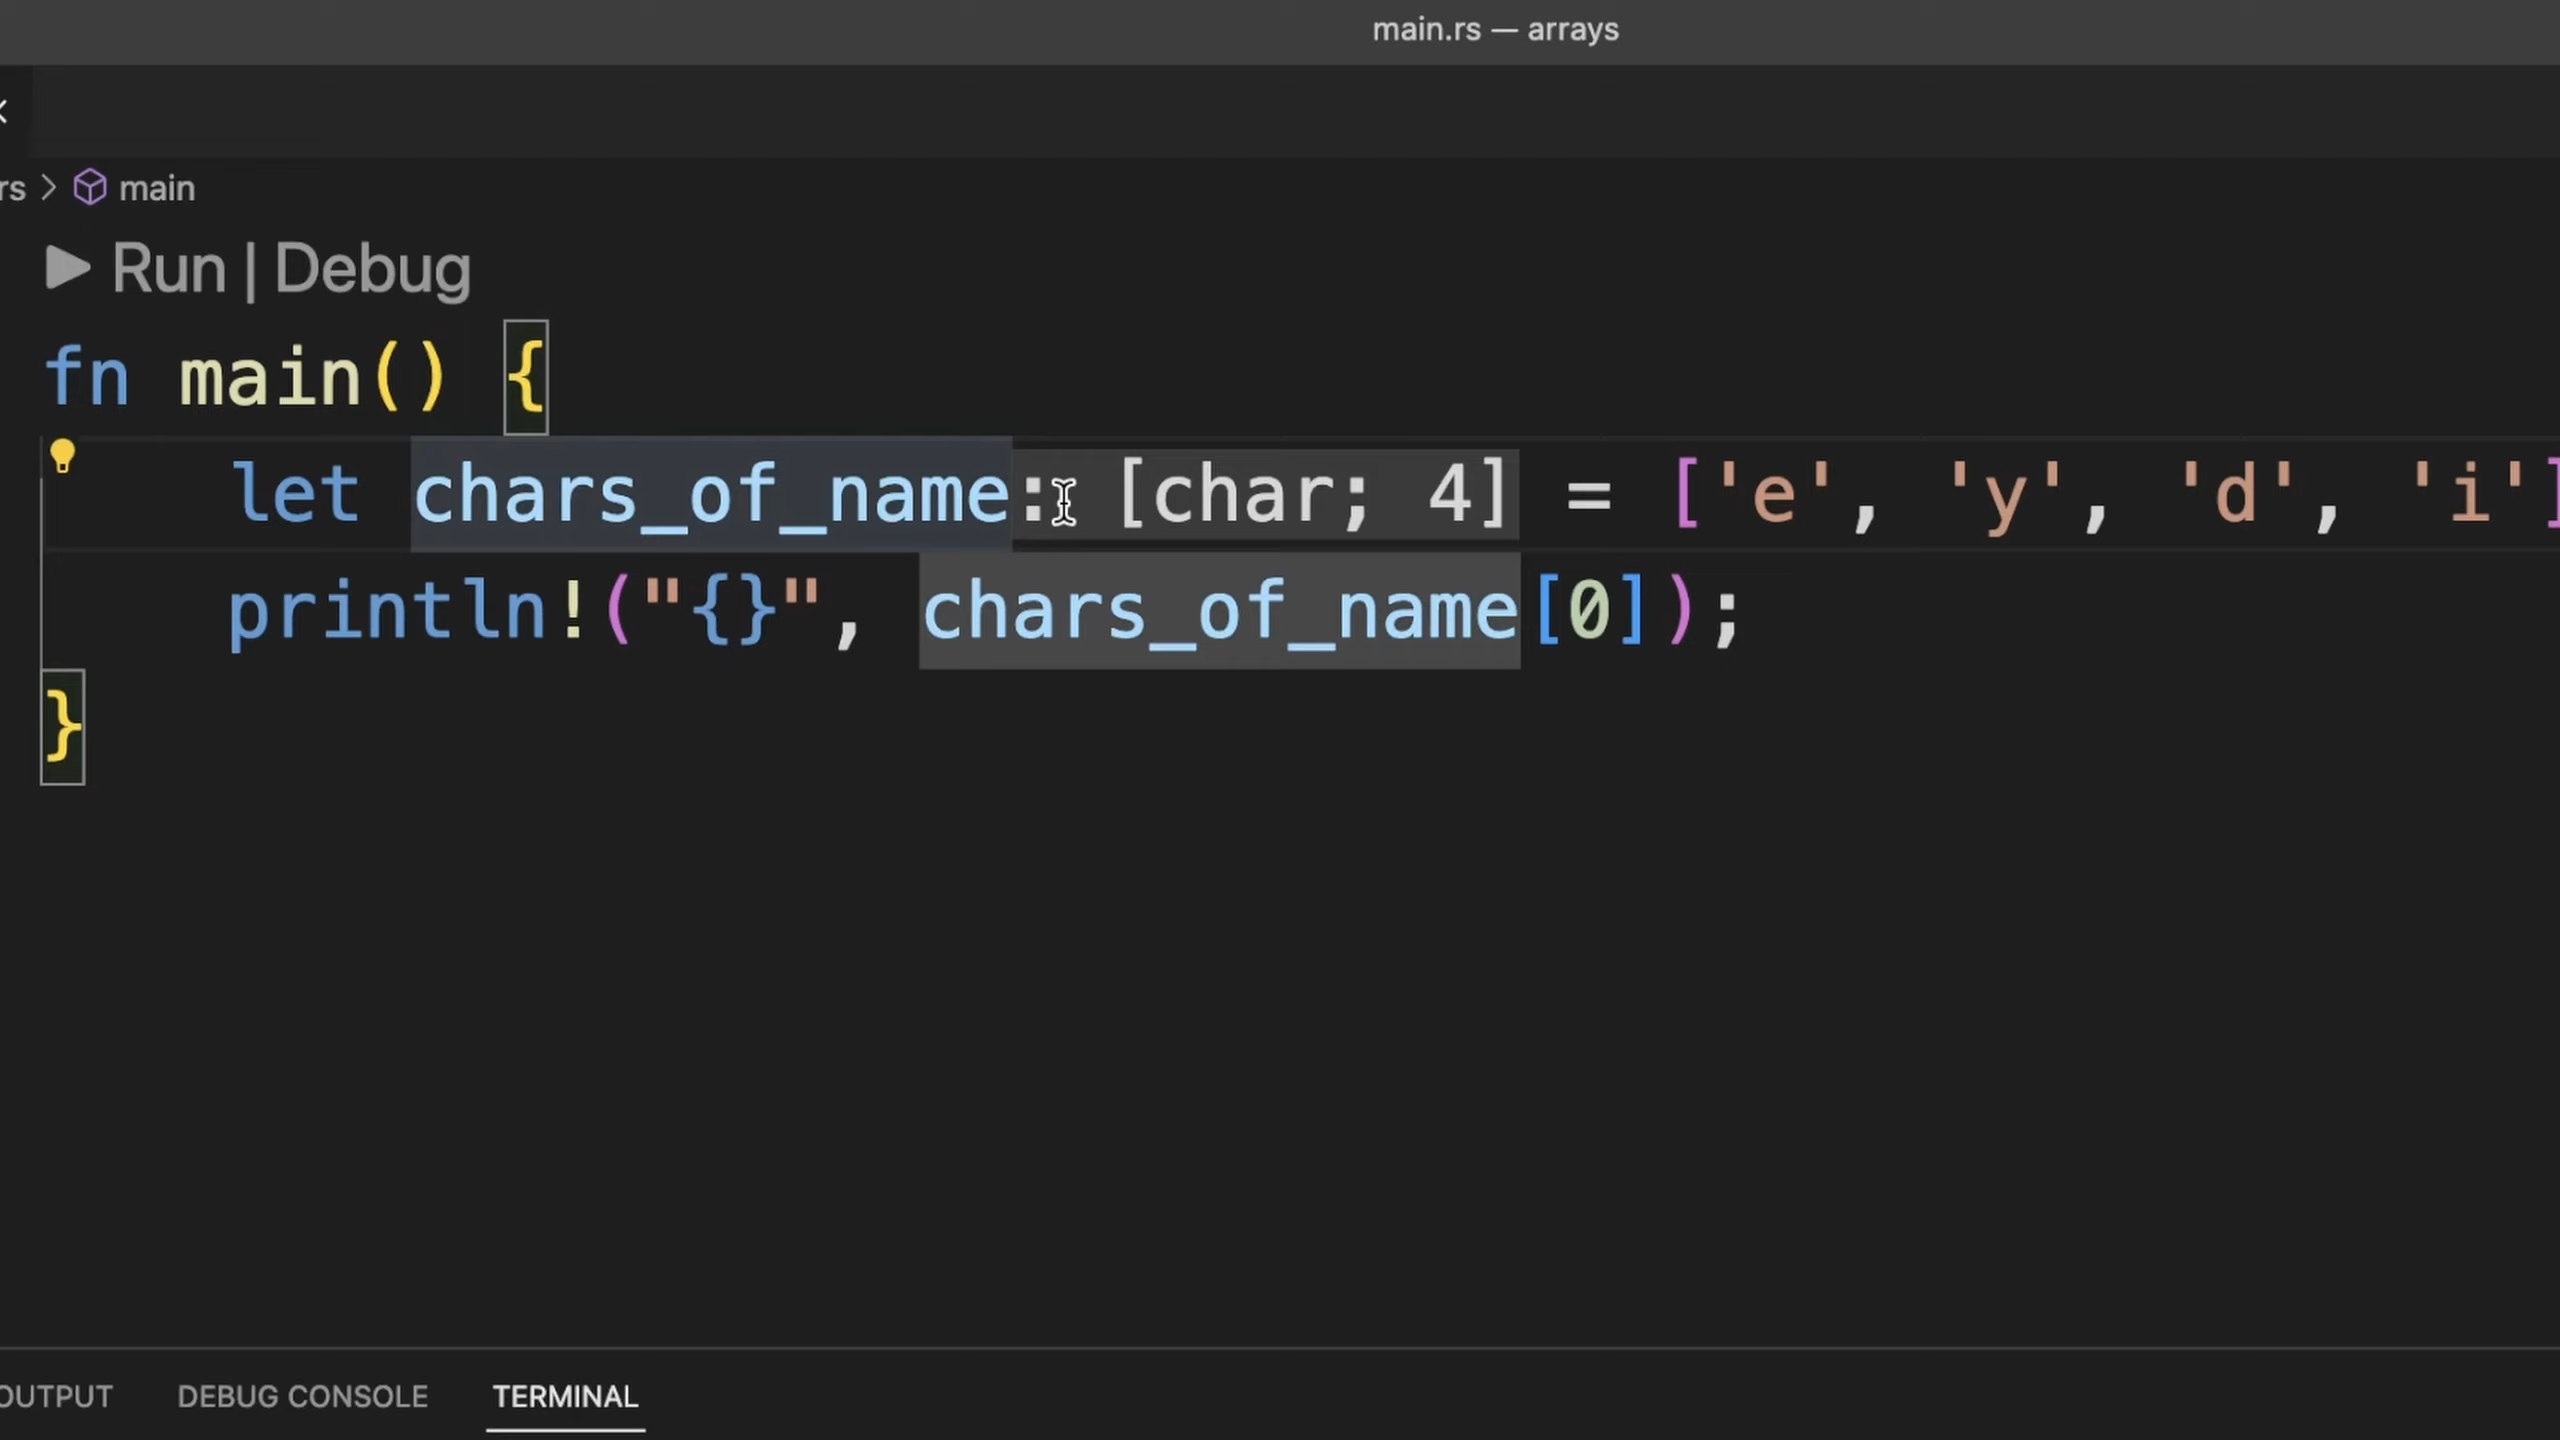 main.rs — arrays
rs > main
Run | Debug
fn main() {
let chars_of_name: [char; 4] = ['e', 'y', 'd', 'i']
println!("{}", chars_of_name[0]);
}
OUTPUT DEBUG CONSOLE TERMINAL